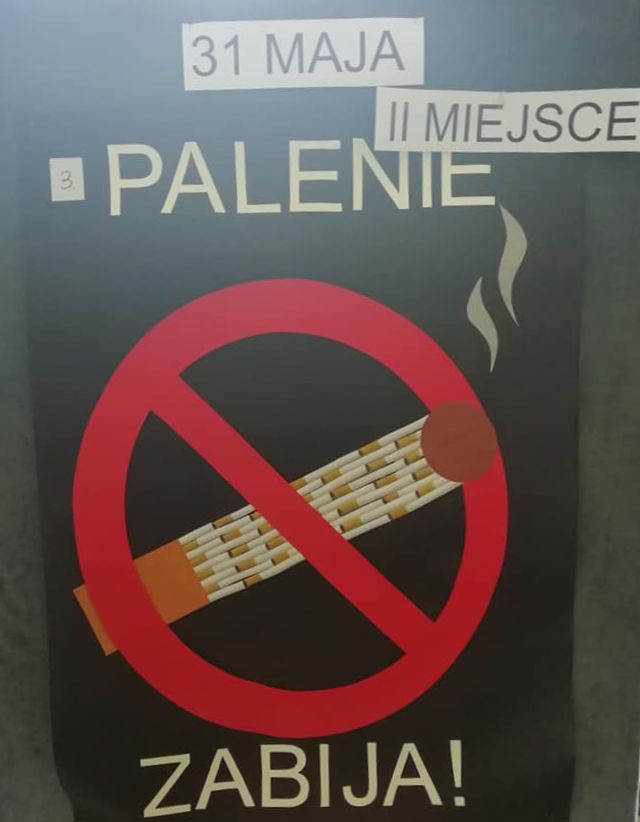 31 MAJA
II MIEJSCE
3 PALENIE
ZABIJA!